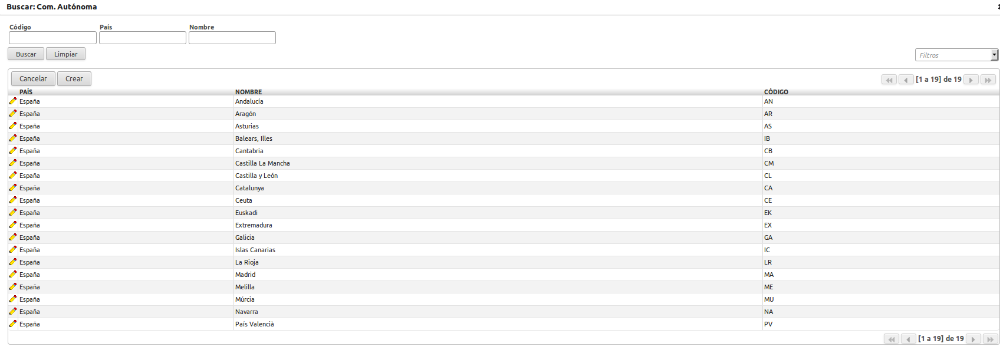 Buscar: Com. Autónoma
Código País Nombre
Buscar Limpiar
Filtros
Cancelar Crear [1 a 19] de 19
PAÍS NOMBRE CÓDIGO
España Andalucía AN
España Aragón AR
España Asturias AS
España Balears, Illes IB
España Cantabria CB
España Castilla La Mancha CM
España Castilla y León CL
España Catalunya CA
España Ceuta CE
España Euskadi EK
España Extremadura EX
España Galicia GA
España Islas Canarias IC
España La Rioja LR
España Madrid MA
España Melilla ME
España Múrcia MU
España Navarra NA
España País Valencià PV
[1 a 19] de 19